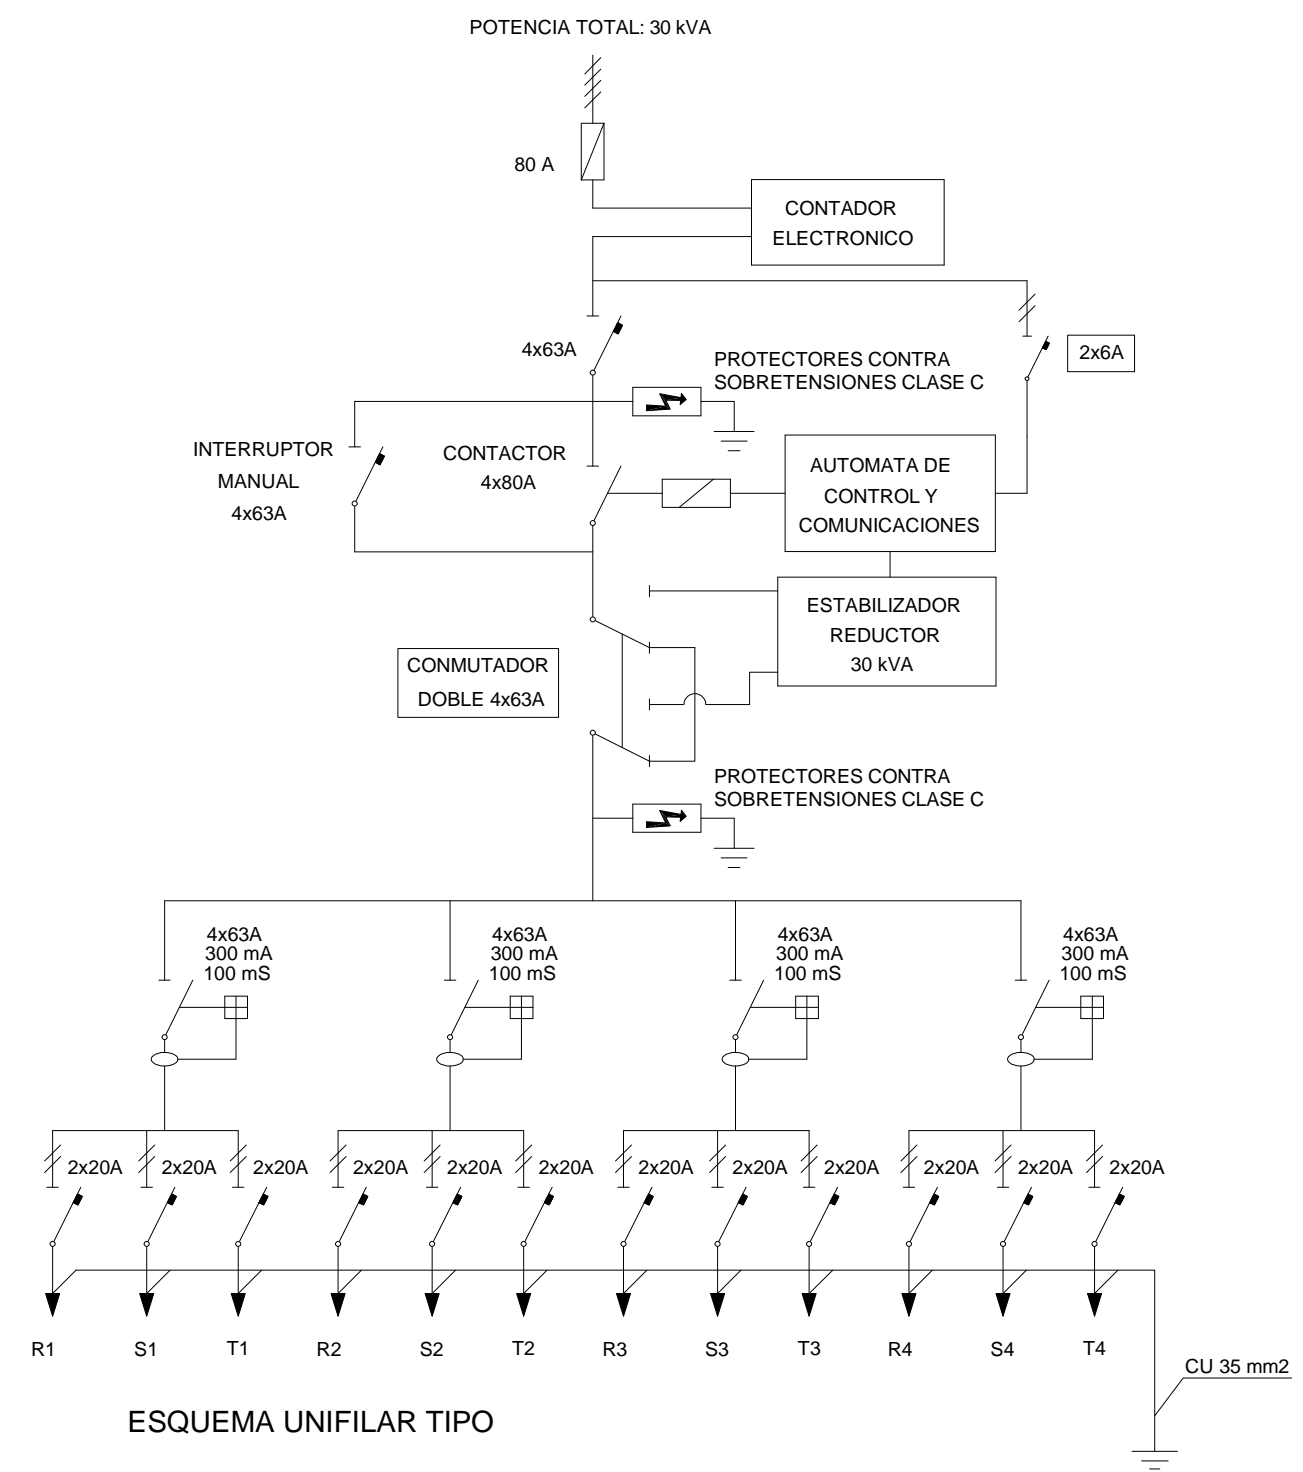 POTENCIA TOTAL: 30 kVA
80 A
CONTADOR
ELECTRONICO
4x63A
PROTECTORES CONTRA
SOBRETENSIONES CLASE C
2x6A
INTERRUPTOR
MANUAL
4x63A
CONTACTOR
4x80A
AUTOMATA DE
CONTROL Y
COMUNICACIONES
ESTABILIZADOR
REDUCTOR
30 kVA
CONMUTADOR
DOBLE 4x63A
PROTECTORES CONTRA
SOBRETENSIONES CLASE C
4x63A
300 mA
100 mS
4x63A
300 mA
100 mS
4x63A
300 mA
100 mS
4x63A
300 mA
100 mS
2x20A
2x20A
2x20A
2x20A
2x20A
2x20A
2x20A
2x20A
2x20A
2x20A
2x20A
2x20A
R1
S1
T1
R2
S2
T2
R3
S3
T3
R4
S4
T4
CU 35 mm2
ESQUEMA UNIFILAR TIPO